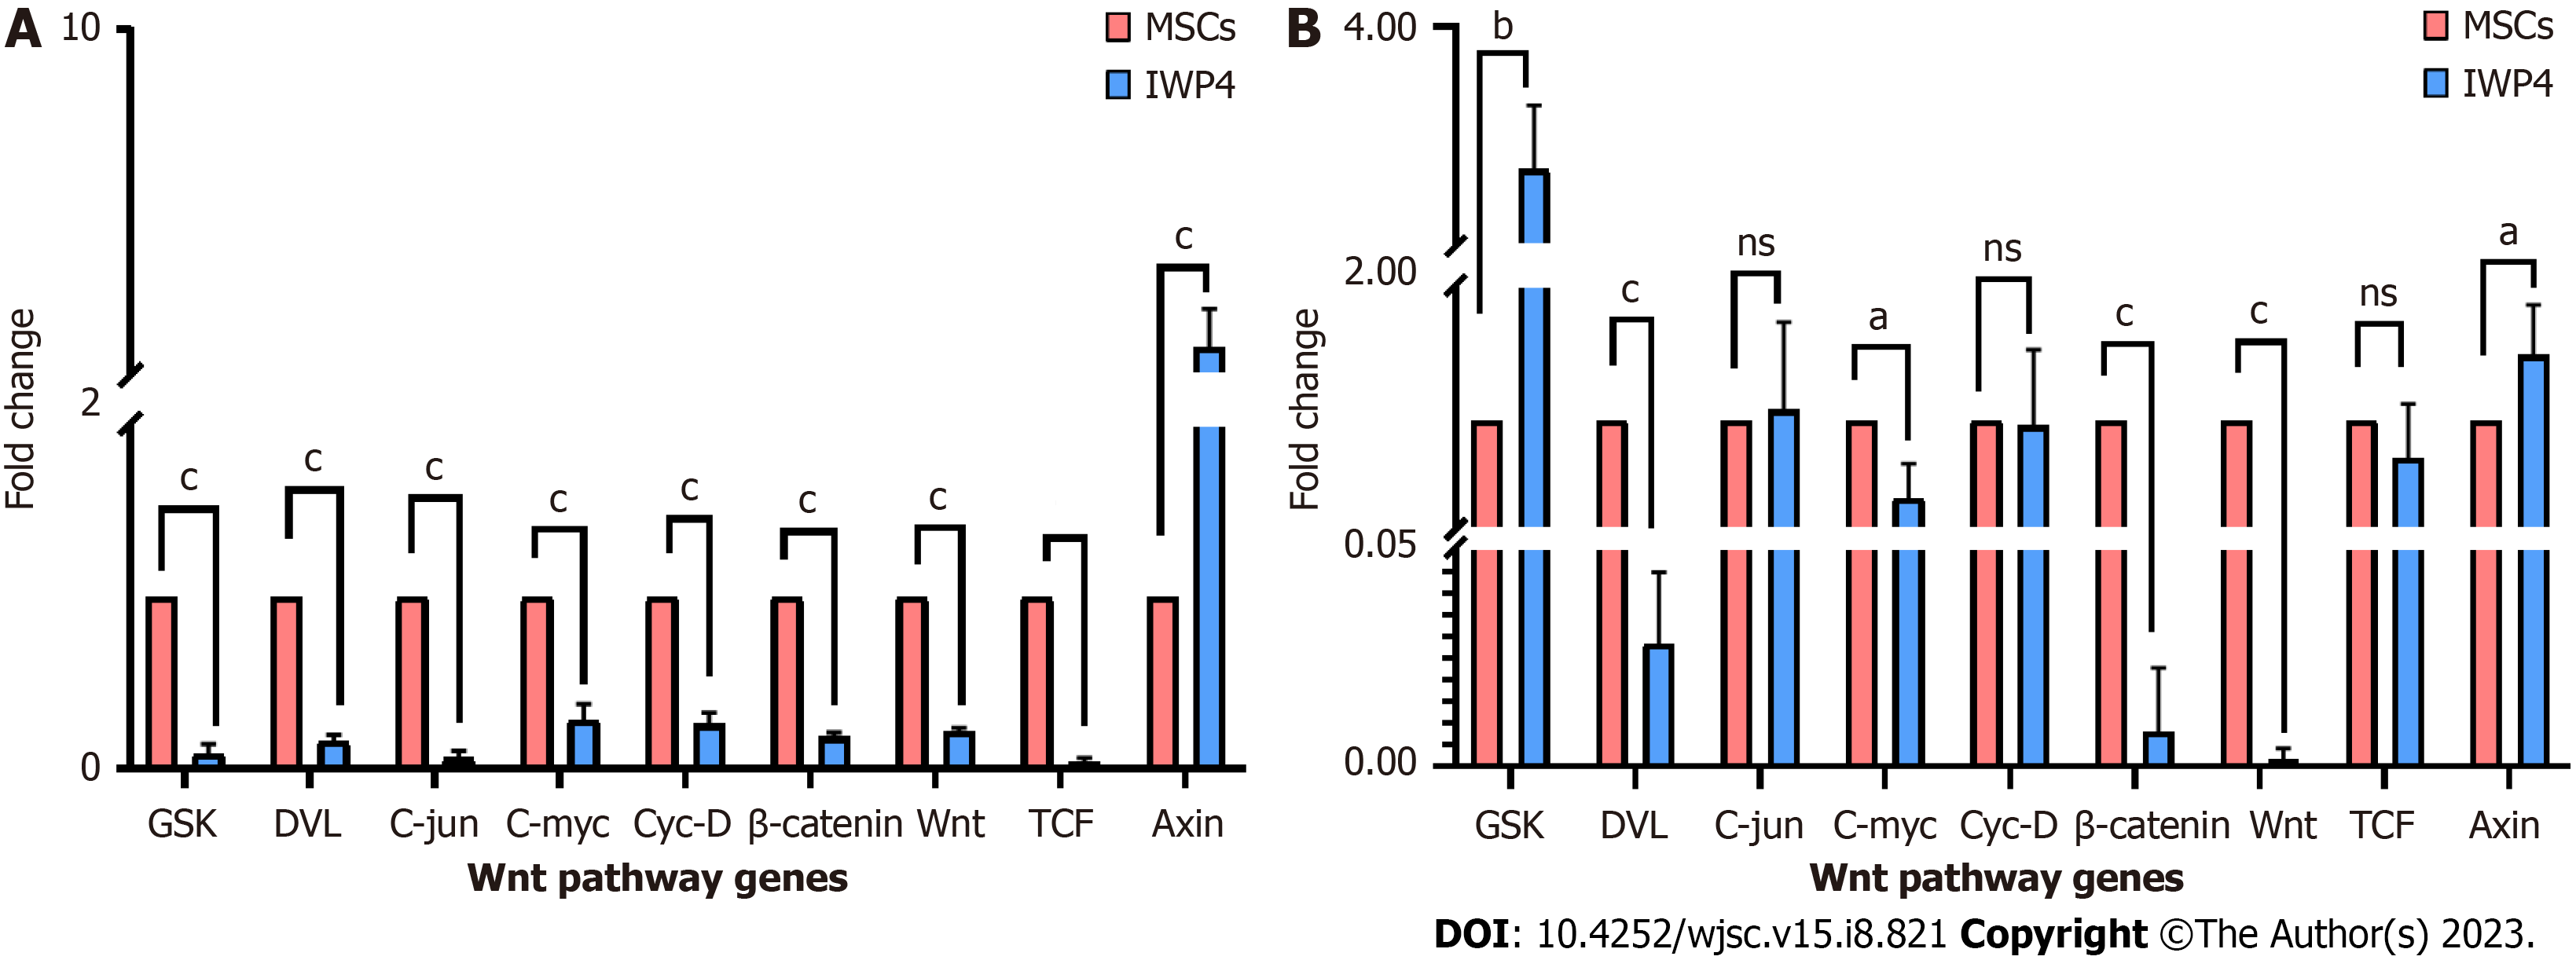 A
10
2
0
Fold change
MSCs
IWP4
c c c c c c c c
GSK DVL C-jun C-myc Cyc-D β-catenin Wnt TCF Axin
Wnt pathway genes
B
4.00
2.00
0.05
0.00
Fold change
MSCs
IWP4
b c ns a ns c c ns a
GSK DVL C-jun C-myc Cyc-D β-catenin Wnt TCF Axin
Wnt pathway genes
DOI: 10.4252/wjsc.v15.i8.821 Copyright ©The Author(s) 2023.